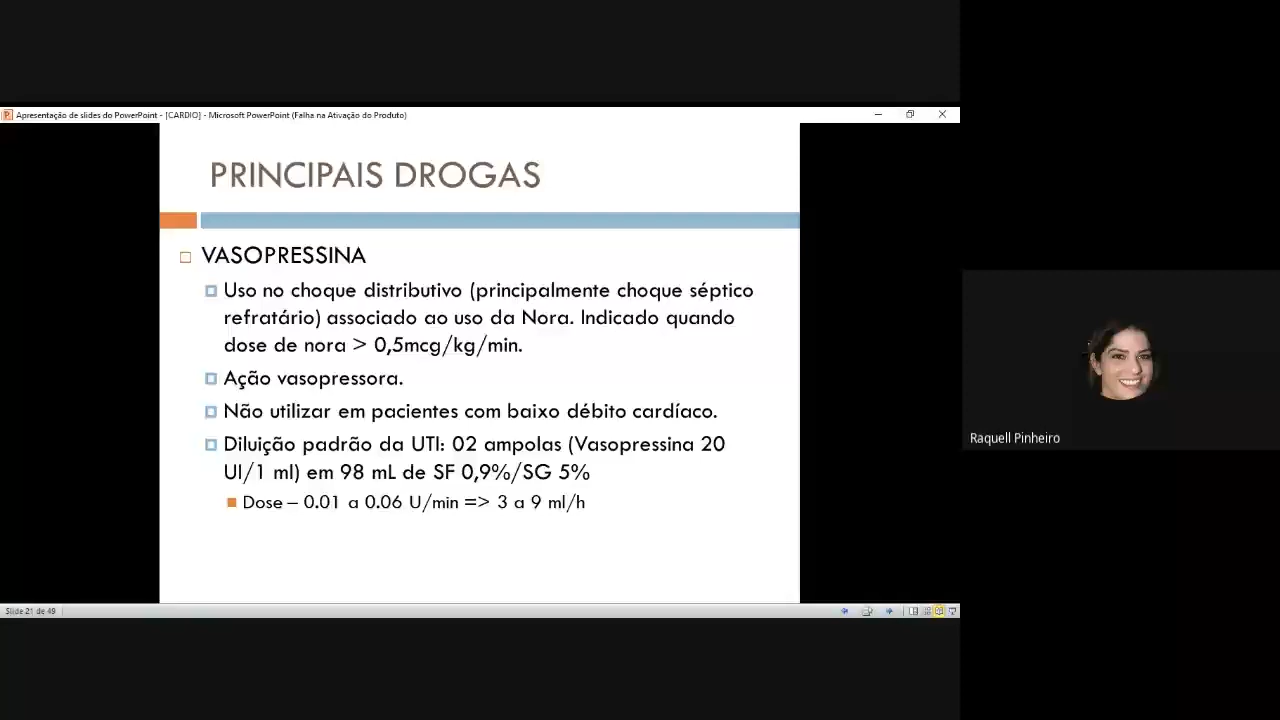 Apresentação de slides do PowerPoint - [CARDIO] - Microsoft PowerPoint (Falha na Ativação do Produto)
PRINCIPAIS DROGAS
VASOPRESSINA
Uso no choque distributivo (principalmente choque séptico
refratário) associado ao uso da Nora. Indicado quando
dose de nora > 0,5mcg/kg/min.
Ação vasopressora.
Não utilizar em pacientes com baixo débito cardíaco.
Diluição padrão da UTI: 02 ampolas (Vasopressina 20
UI/1 ml) em 98 mL de SF 0,9%/SG 5%
Dose – 0.01 a 0.06 U/min => 3 a 9 ml/h
Raquell Pinheiro
Slide 21 de 49